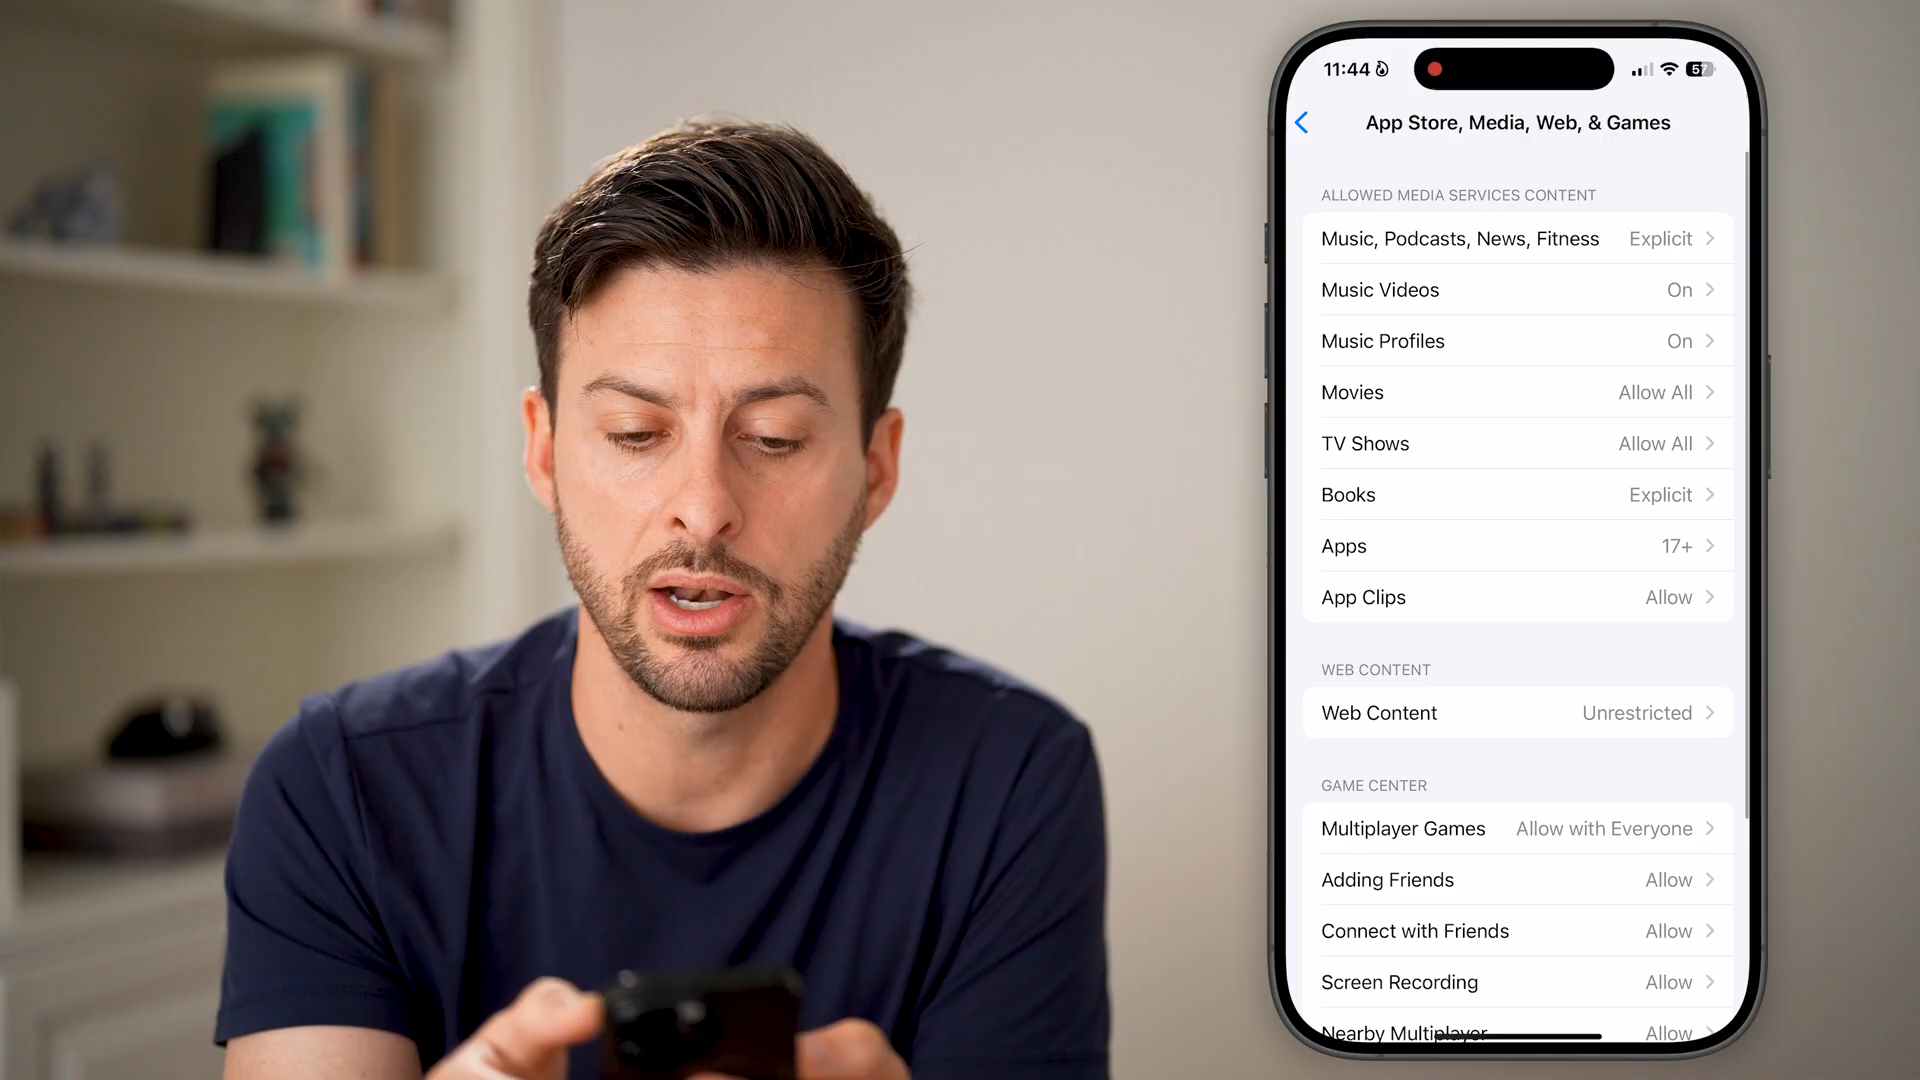 11:44
57
App Store, Media, Web, & Games
ALLOWED MEDIA SERVICES CONTENT
Music, Podcasts, News, Fitness Explicit
Music Videos On
Music Profiles On
Movies Allow All
TV Shows Allow All
Books Explicit
Apps 17+
App Clips Allow
WEB CONTENT
Web Content Unrestricted
GAME CENTER
Multiplayer Games Allow with Everyone
Adding Friends Allow
Connect with Friends Allow
Screen Recording Allow
Nearby Multiplayer Allow